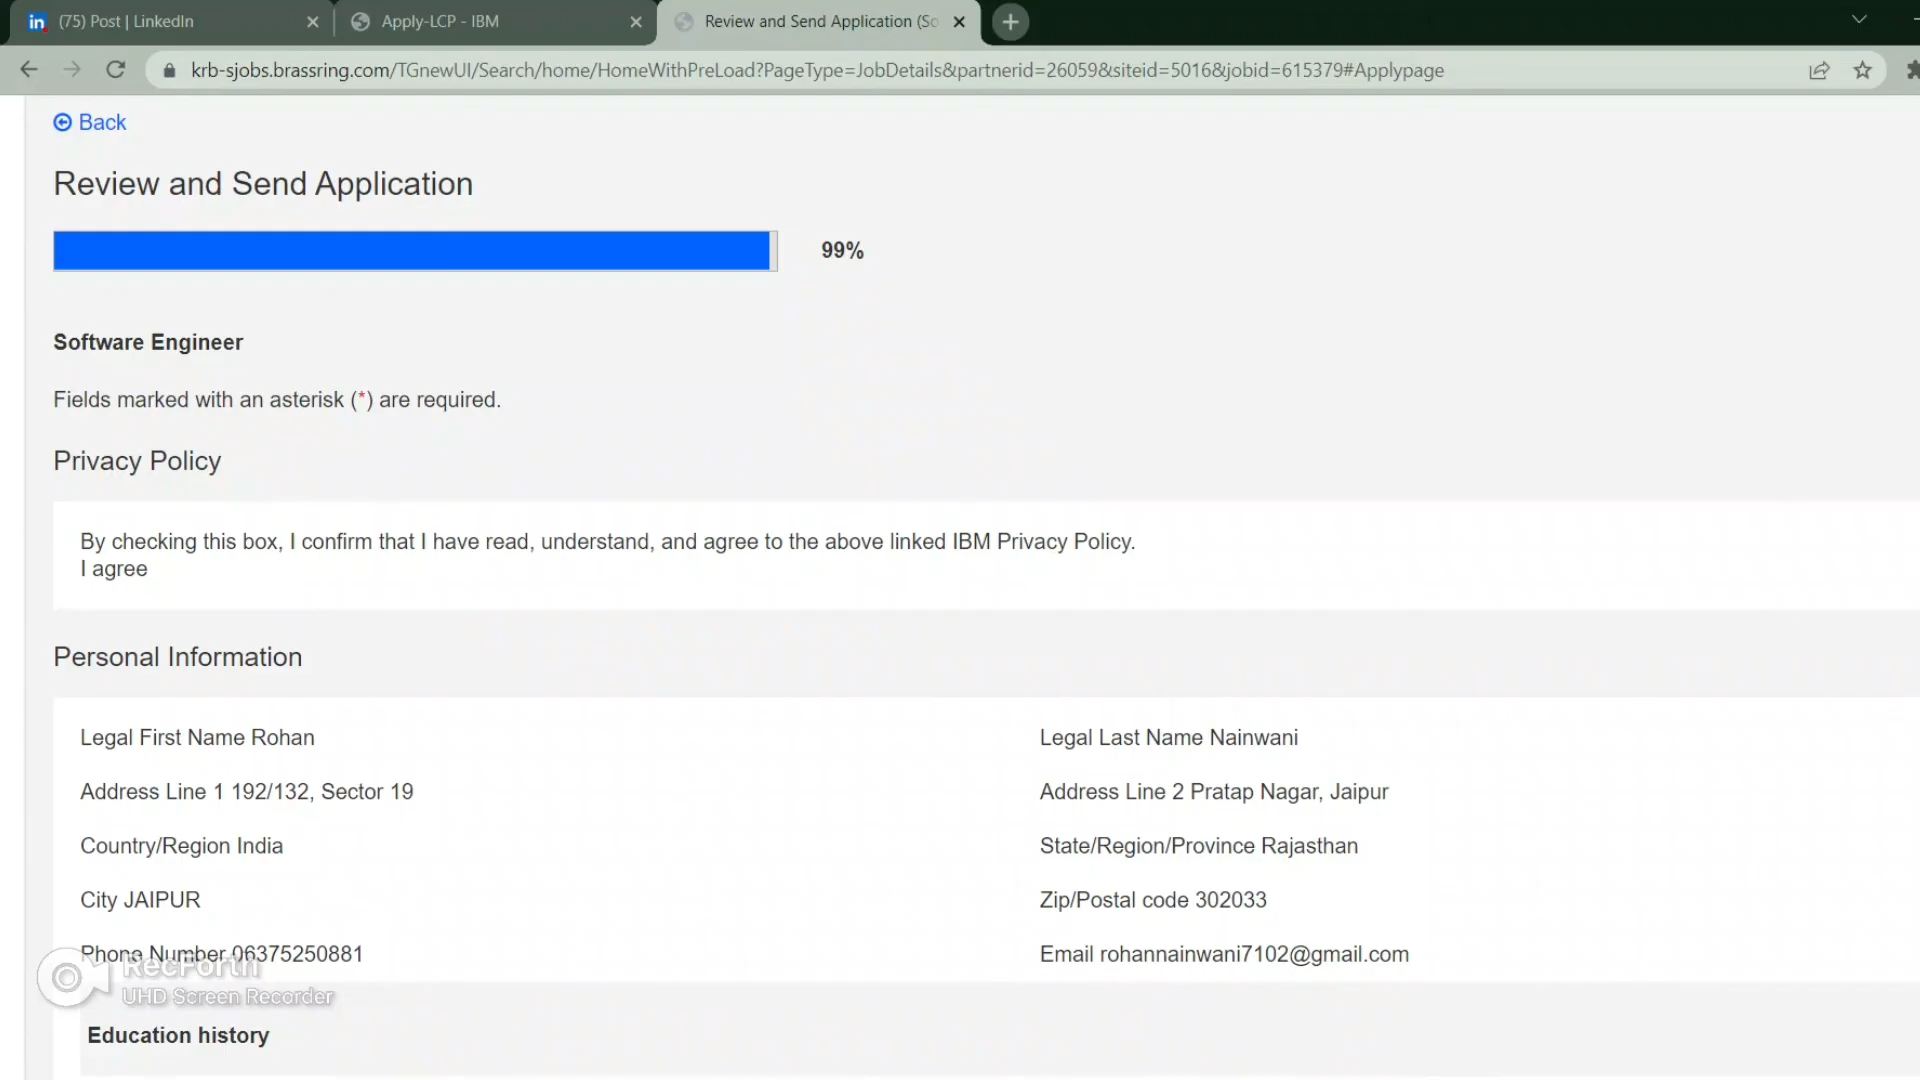 (75) Post | LinkedIn
Apply-LCP - IBM
Review and Send Application (So
krb-sjobs.brassring.com/TGnewUI/Search/home/HomeWithPreLoad?PageType=JobDetails&partnerid=26059&siteid=5016&jobid=615379#Applypage
Back
Review and Send Application
99%
Software Engineer
Fields marked with an asterisk (*) are required.
Privacy Policy
By checking this box, I confirm that I have read, understand, and agree to the above linked IBM Privacy Policy.
I agree
Personal Information
Legal First Name Rohan
Legal Last Name Nainwani
Address Line 1 192/132, Sector 19
Address Line 2 Pratap Nagar, Jaipur
Country/Region India
State/Region/Province Rajasthan
City JAIPUR
Zip/Postal code 302033
Phone Number 06375250881
Email rohannainwani7102@gmail.com
RecForth
UHD Screen Recorder
Education history